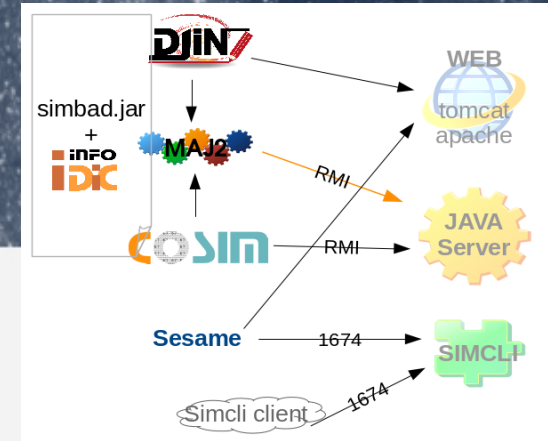 DJIN7
WEB
tomcat
apache
simbad.jar
+
INFO
IDIC
MAJ2
RMI
JAVA
Server
COSIM
RMI
Sesame
1674
SIMCLI
1674
Simcli client